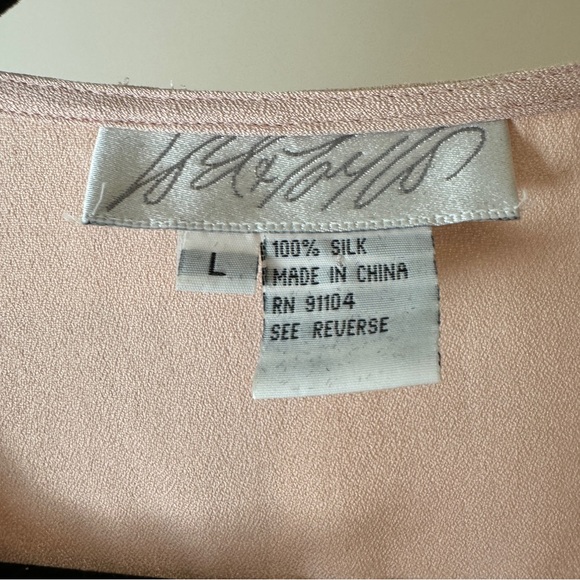 L
100% SILK
MADE IN CHINA
RN 91104
SEE REVERSE